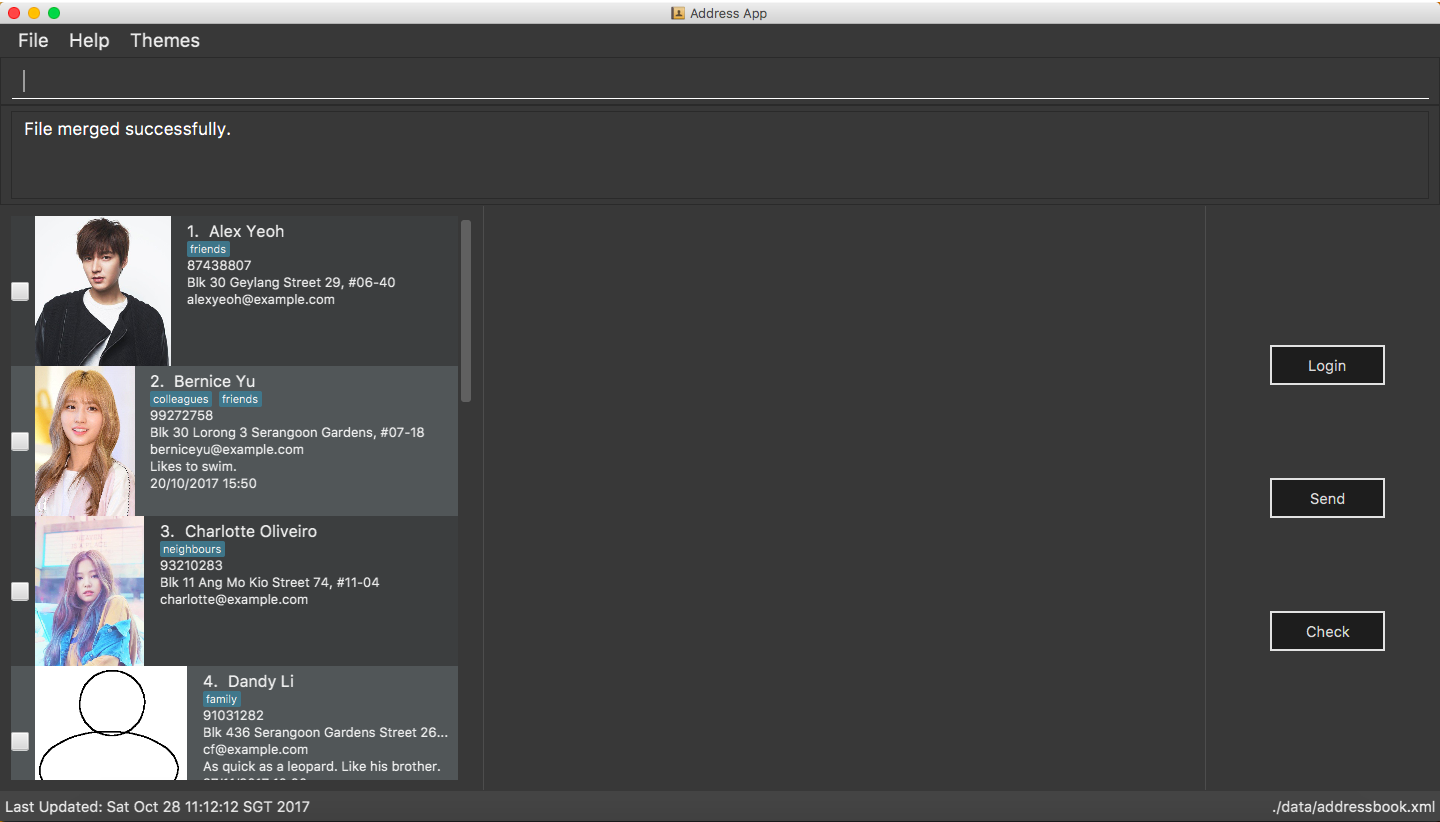 Address App
File Help Themes
File merged successfully.
1. Alex Yeoh
friends
87438807
Blk 30 Geylang Street 29, #06-40
alexyeoh@example.com
2. Bernice Yu
colleagues friends
99272758
Blk 30 Lorong 3 Serangoon Gardens, #07-18
berniceyu@example.com
Likes to swim.
20/10/2017 15:50
3. Charlotte Oliveiro
neighbours
93210283
Blk 11 Ang Mo Kio Street 74, #11-04
charlotte@example.com
4. Dandy Li
family
91031282
Blk 436 Serangoon Gardens Street 26...
cf@example.com
As quick as a leopard. Like his brother.
Login
Send
Check
Last Updated: Sat Oct 28 11:12:12 SGT 2017
./data/addressbook.xml